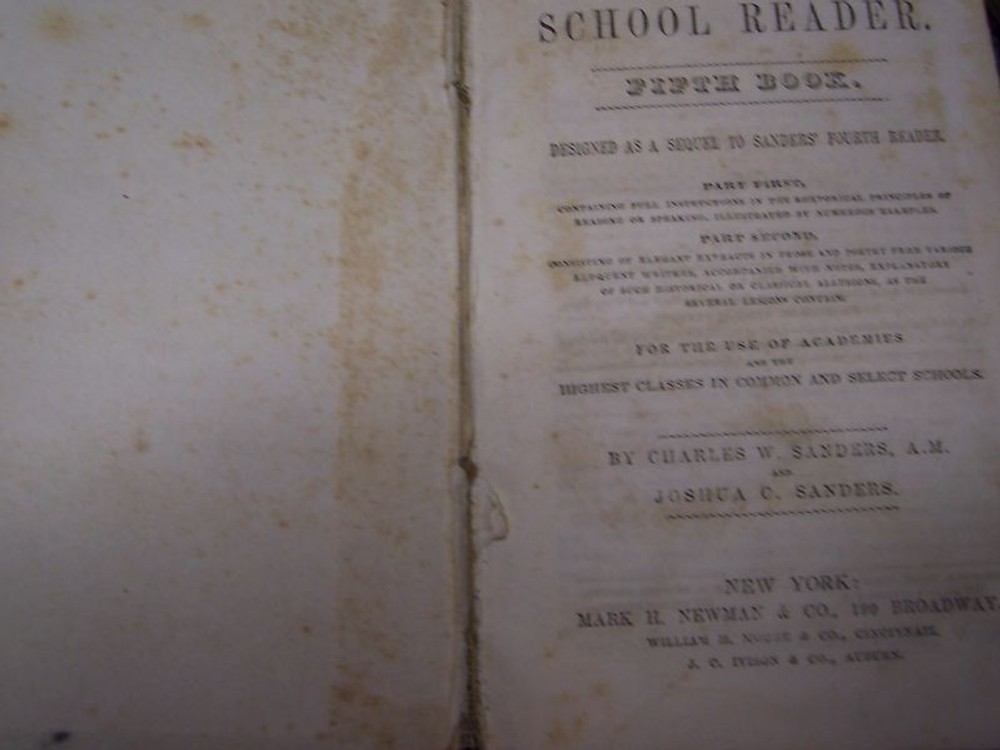 SCHOOL READER.
FIFTH BOOK.
DESIGNED AS A SEQUEL TO SANDERS' FOURTH READER.
PART FIRST,
CONTAINING FULL INSTRUCTIONS IN THE RHETORICAL PRINCIPLES OF
READING OR SPEAKING, ILLUSTRATED BY NUMEROUS EXAMPLES.
PART SECOND,
CONSISTING OF ELEGANT EXTRACTS IN PROSE AND POETRY FROM VARIOUS
ELOQUENT WRITERS, ACCOMPANIED WITH NOTES, EXPLANATORY
OF SUCH HISTORICAL OR CLASSICAL ALLUSIONS, AS THE
SEVERAL LESSONS CONTAIN.
FOR THE USE OF ACADEMIES
AND THE
HIGHEST CLASSES IN COMMON AND SELECT SCHOOLS.
BY CHARLES W. SANDERS, A.M.
AND
JOSHUA C. SANDERS.
NEW YORK:
MARK H. NEWMAN & CO., 199 BROADWAY
WILLIAM H. MOORE & CO., CINCINNATI.
J. C. IVISON & CO., AUBURN.